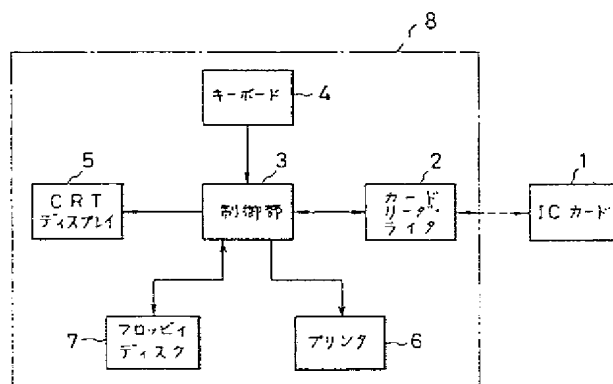 8
キーボード
4
5
CRT
ディスプレイ
3
制御部
2
カード
リーダ・
ライタ
1
ICカード
7
フロッピィ
ディスク
プリンタ
6